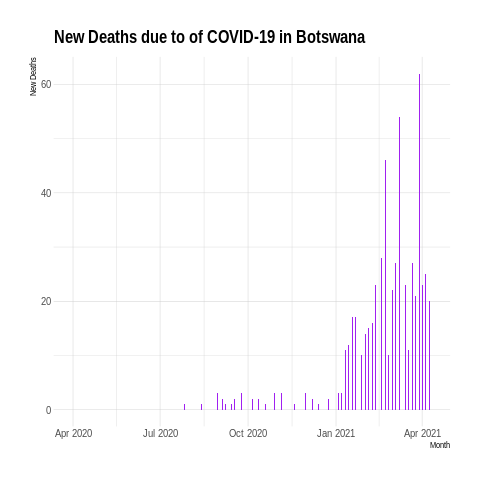 New Deaths due to of COVID-19 in Botswana
New Deaths
60
40
20
0
Apr 2020 Jul 2020 Oct 2020 Jan 2021 Apr 2021
Month